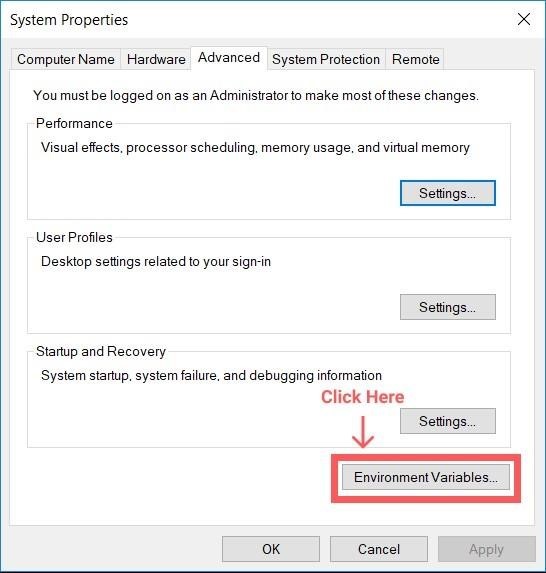 System Properties
Computer Name Hardware Advanced System Protection Remote
You must be logged on as an Administrator to make most of these changes.
Performance
Visual effects, processor scheduling, memory usage, and virtual memory
Settings...
User Profiles
Desktop settings related to your sign-in
Settings...
Startup and Recovery
System startup, system failure, and debugging information
Click Here
Settings...
Environment Variables...
OK Cancel Apply